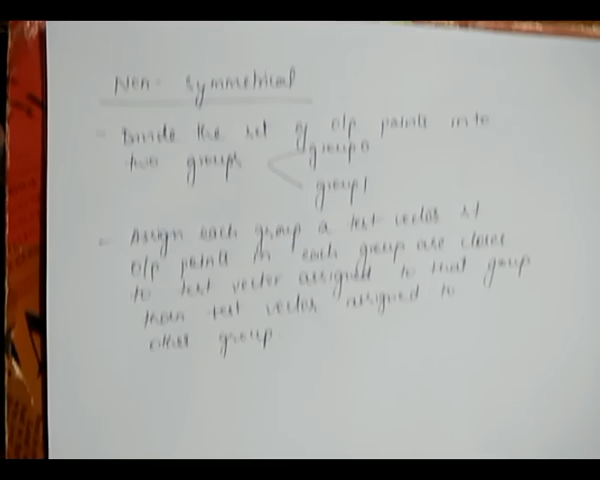 Non-symmetrical
- Divide the set of o/p points into
two groups
group 0
group 1
- Assign each group a test vector st
o/p points in each group are closer
to test vector assigned to that group
than test vector assigned to
other group